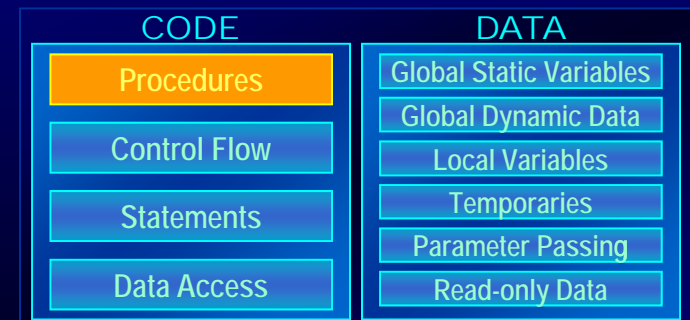 CODE
Procedures
Control Flow
Statements
Data Access
DATA
Global Static Variables
Global Dynamic Data
Local Variables
Temporaries
Parameter Passing
Read-only Data